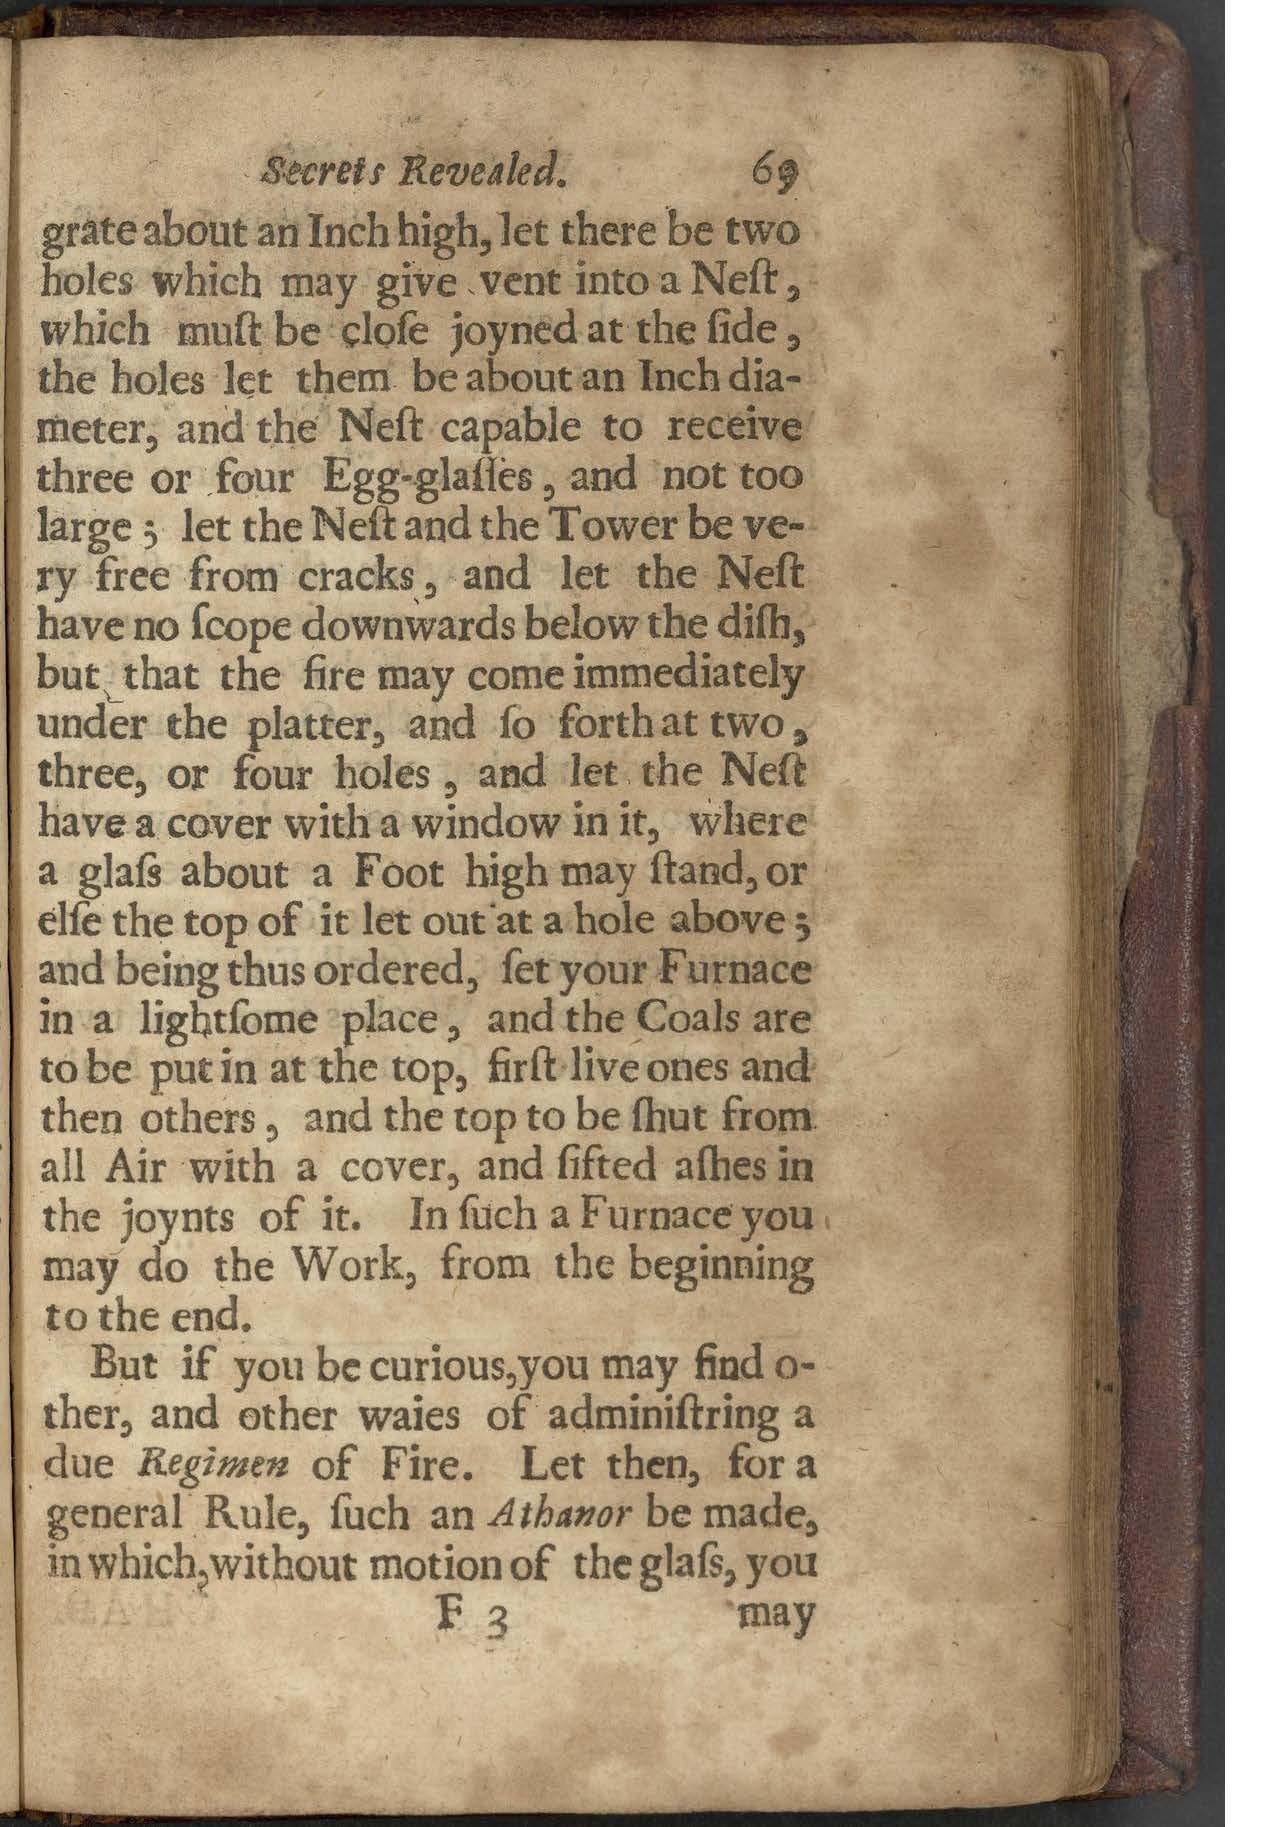 Secrets Revealed. 69
grate about an Inch high, let there be two
holes which may give vent into a Neſt,
which muſt be cloſe joyned at the ſide,
the holes let them be about an Inch dia-
meter, and the Neſt capable to receive
three or four Egg-glaſſes, and not too
large; let the Neſt and the Tower be ve-
ry free from cracks, and let the Neſt
have no ſcope downwards below the diſh,
but that the fire may come immediately
under the platter, and ſo forth at two,
three, or four holes, and let the Neſt
have a cover with a window in it, where
a glaſs about a Foot high may ſtand, or
elſe the top of it let out at a hole above;
and being thus ordered, ſet your Furnace
in a lightſome place, and the Coals are
to be put in at the top, firſt live ones and
then others, and the top to be ſhut from
all Air with a cover, and ſifted aſhes in
the joynts of it. In ſuch a Furnace you
may do the Work, from the beginning
to the end.
But if you be curious, you may find o-
ther, and other waies of adminiſtring a
due Regimen of Fire. Let then, for a
general Rule, ſuch an Athanor be made,
in which, without motion of the glaſs, you
F 3 may